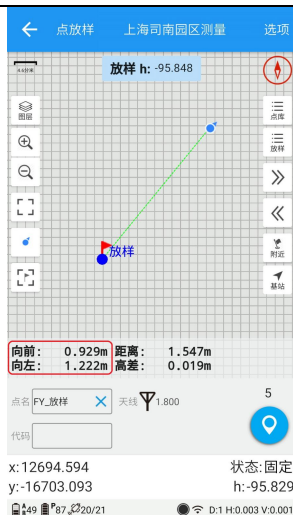 点放样 上海司南园区测量 选项
放样 h: -95.848
图层
点库
放样
附近
基站
放样
向前: 0.929m 距离: 1.547m
向左: 1.222m 高差: 0.019m
点名 FY_放样 天线 1.800 5
代码
x:12694.594 状态:固定
y:-16703.093 h:-95.829
49 P87 20/21 D:1 H:0.003 V:0.001